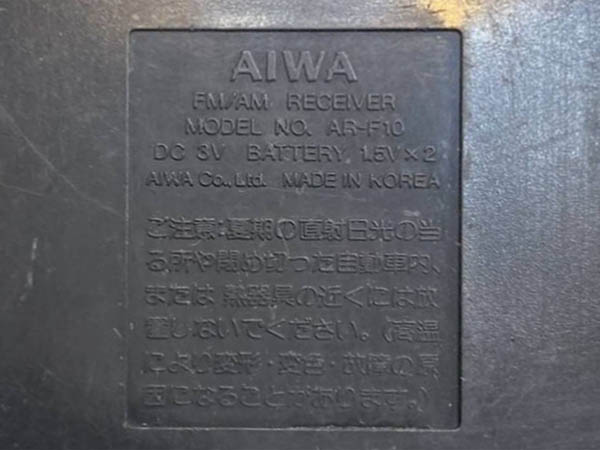 AIWA
FM/AM RECEIVER
MODEL NO. AR-F10
DC 3V BATTERY 1.5V×2
AIWA Co., Ltd. MADE IN KOREA
ご注意:夏期の直射日光の当
る所や閉め切った自動車内、
または熱器具の近くには放
置しないでください。(高温
により変形・変色・故障の原
因になることがあります。)